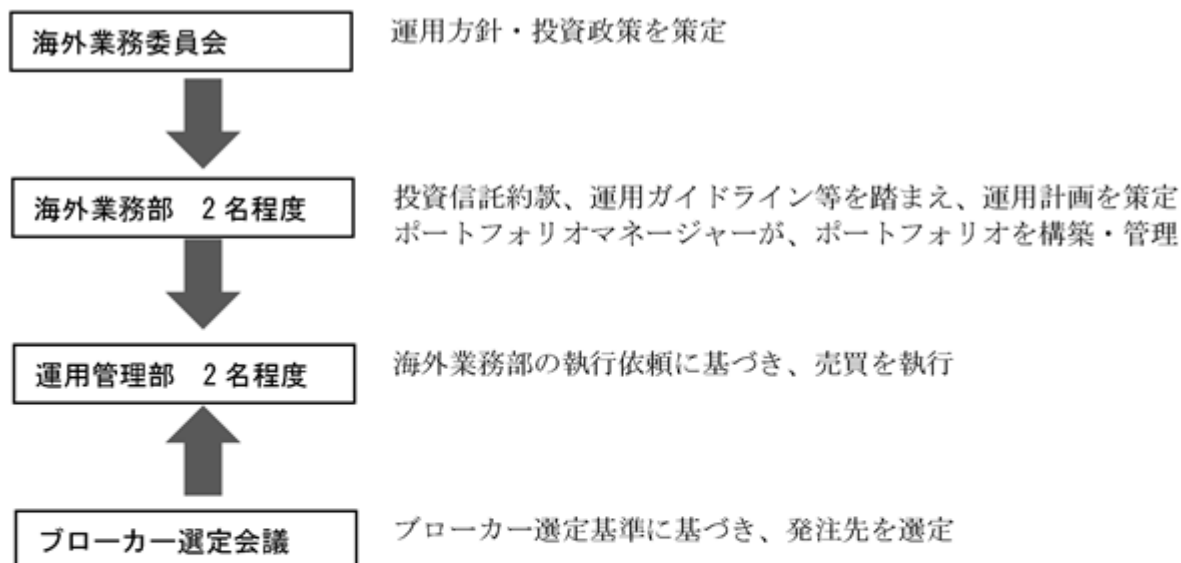 海外業務委員会
運用方針・投資政策を策定
海外業務部 2名程度
投資信託約款、運用ガイドライン等を踏まえ、運用計画を策定
ポートフォリオマネージャーが、ポートフォリオを構築・管理
運用管理部 2名程度
海外業務部の執行依頼に基づき、売買を執行
ブローカー選定会議
ブローカー選定基準に基づき、発注先を選定